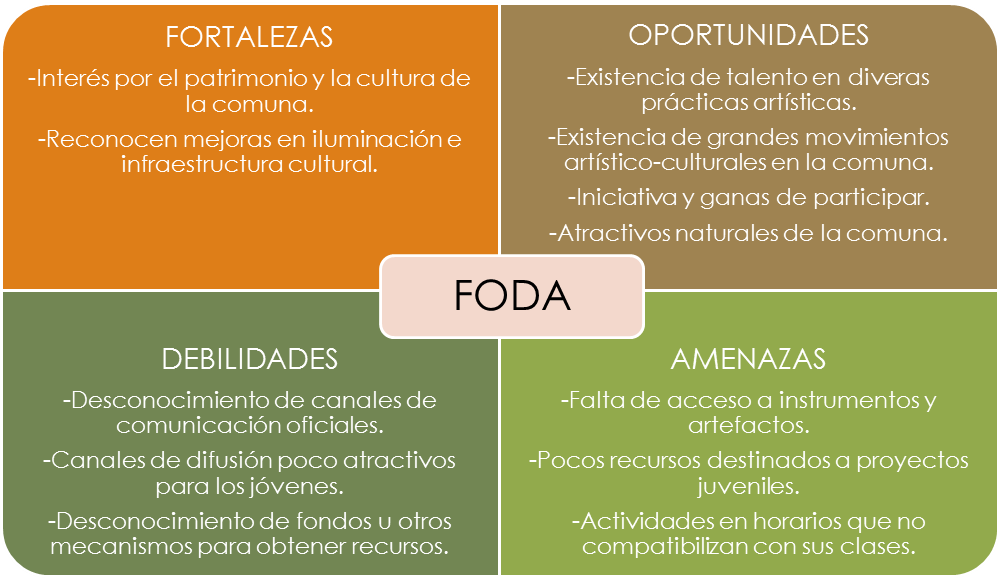 FORTALEZAS
-Interés por el patrimonio y la cultura de
la comuna.
-Reconocen mejoras en iluminación e
infraestructura cultural.
OPORTUNIDADES
-Existencia de talento en diveras
prácticas artísticas.
-Existencia de grandes movimientos
artístico-culturales en la comuna.
-Iniciativa y ganas de participar.
-Atractivos naturales de la comuna.
FODA
DEBILIDADES
-Desconocimiento de canales de
comunicación oficiales.
-Canales de difusión poco atractivos
para los jóvenes.
-Desconocimiento de fondos u otros
mecanismos para obtener recursos.
AMENAZAS
-Falta de acceso a instrumentos y
artefactos.
-Pocos recursos destinados a proyectos
juveniles.
-Actividades en horarios que no
compatibilizan con sus clases.